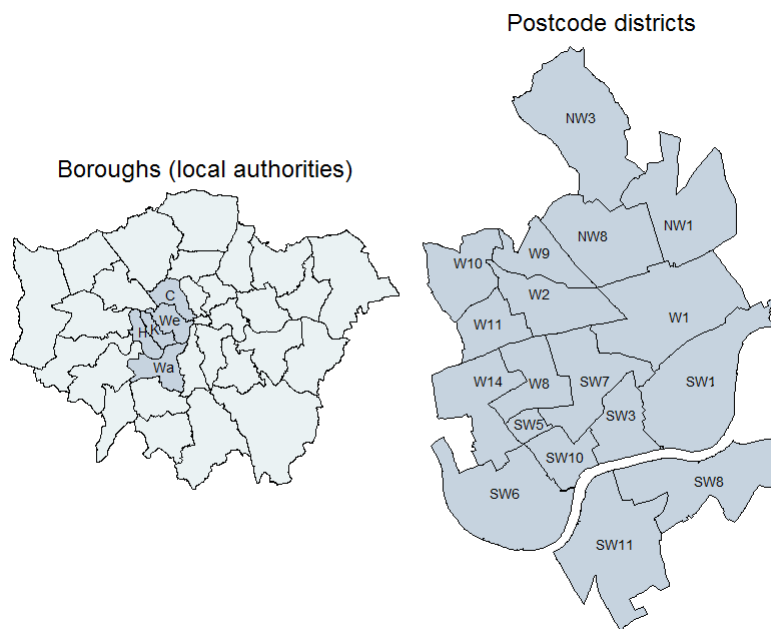 Postcode districts
NW3
Boroughs (local authorities)
NW1
NW8
W9
W10
W2
C
W11
W1
We
H
K
Wa
W14
W8
SW7
SW1
SW3
SW5
SW10
SW8
SW6
SW11